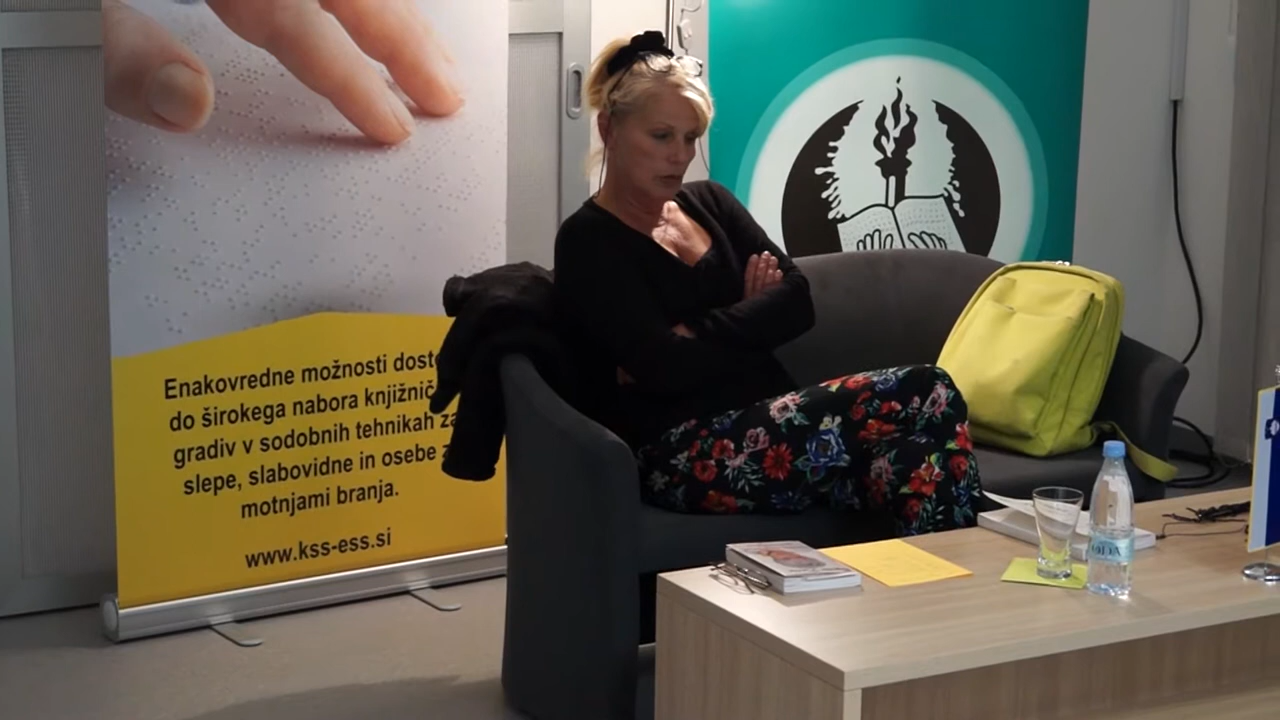 Enakovredne možnosti dost
do širokega nabora knjižnič
gradiv v sodobnih tehnikah za
slepe, slabovidne in osebe
motnjami branja.
www.kss-ess.si